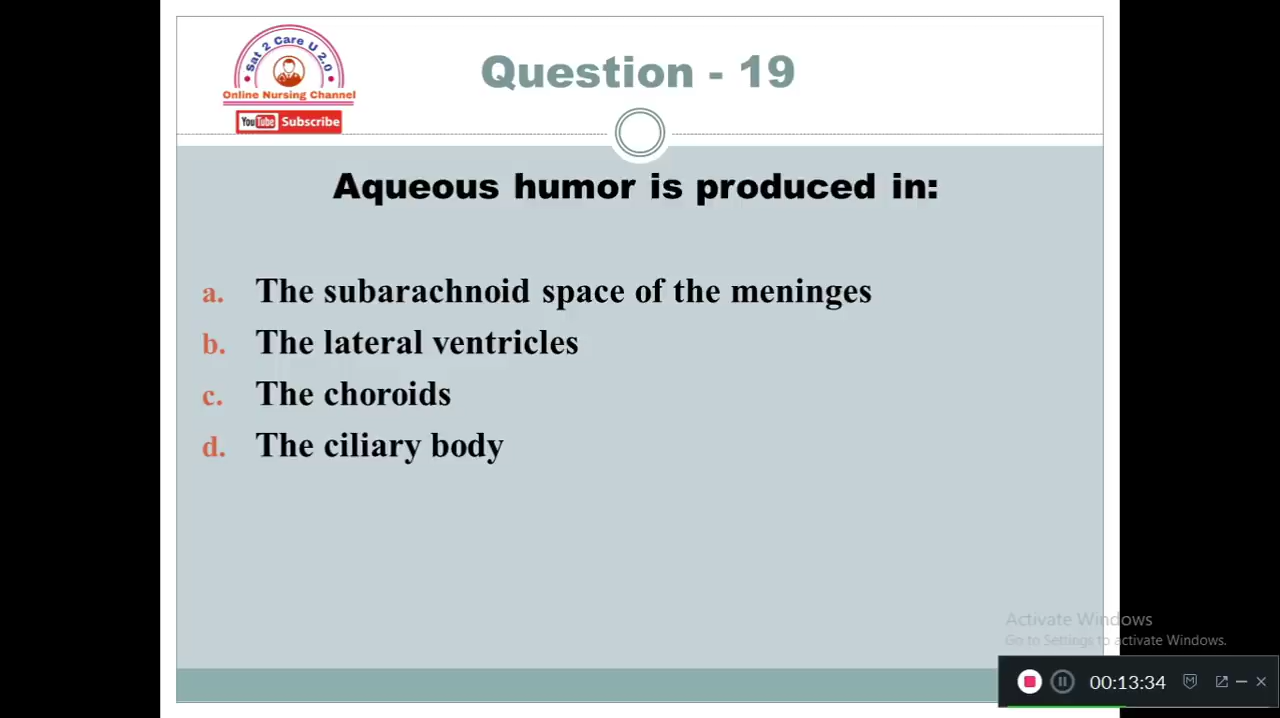 Sat 2 Care U 2.0
Online Nursing Channel
YouTube Subscribe
Question - 19
Aqueous humor is produced in:
a. The subarachnoid space of the meninges
b. The lateral ventricles
c. The choroids
d. The ciliary body
Activate Windows
Go to Settings to activate Windows.
00:13:34